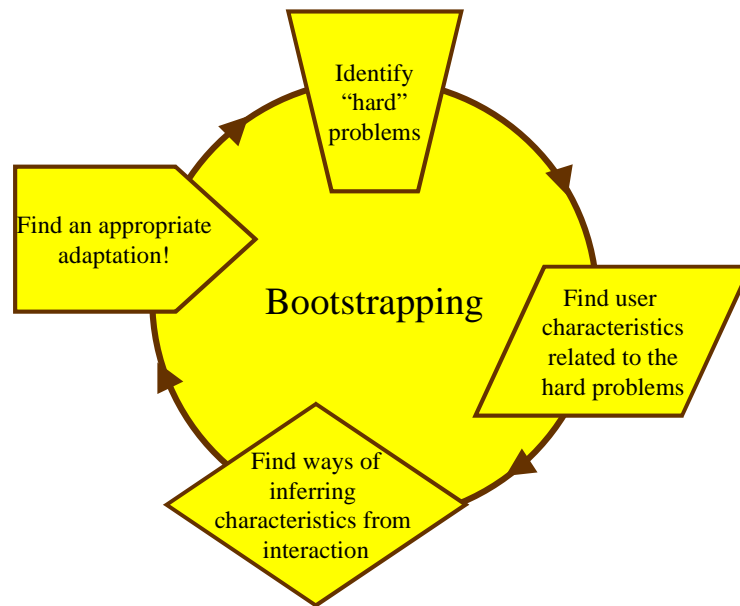 Identify
“hard”
problems
Find an appropriate
adaptation!
Bootstrapping
Find user
characteristics
related to the
hard problems
Find ways of
inferring
characteristics from
interaction